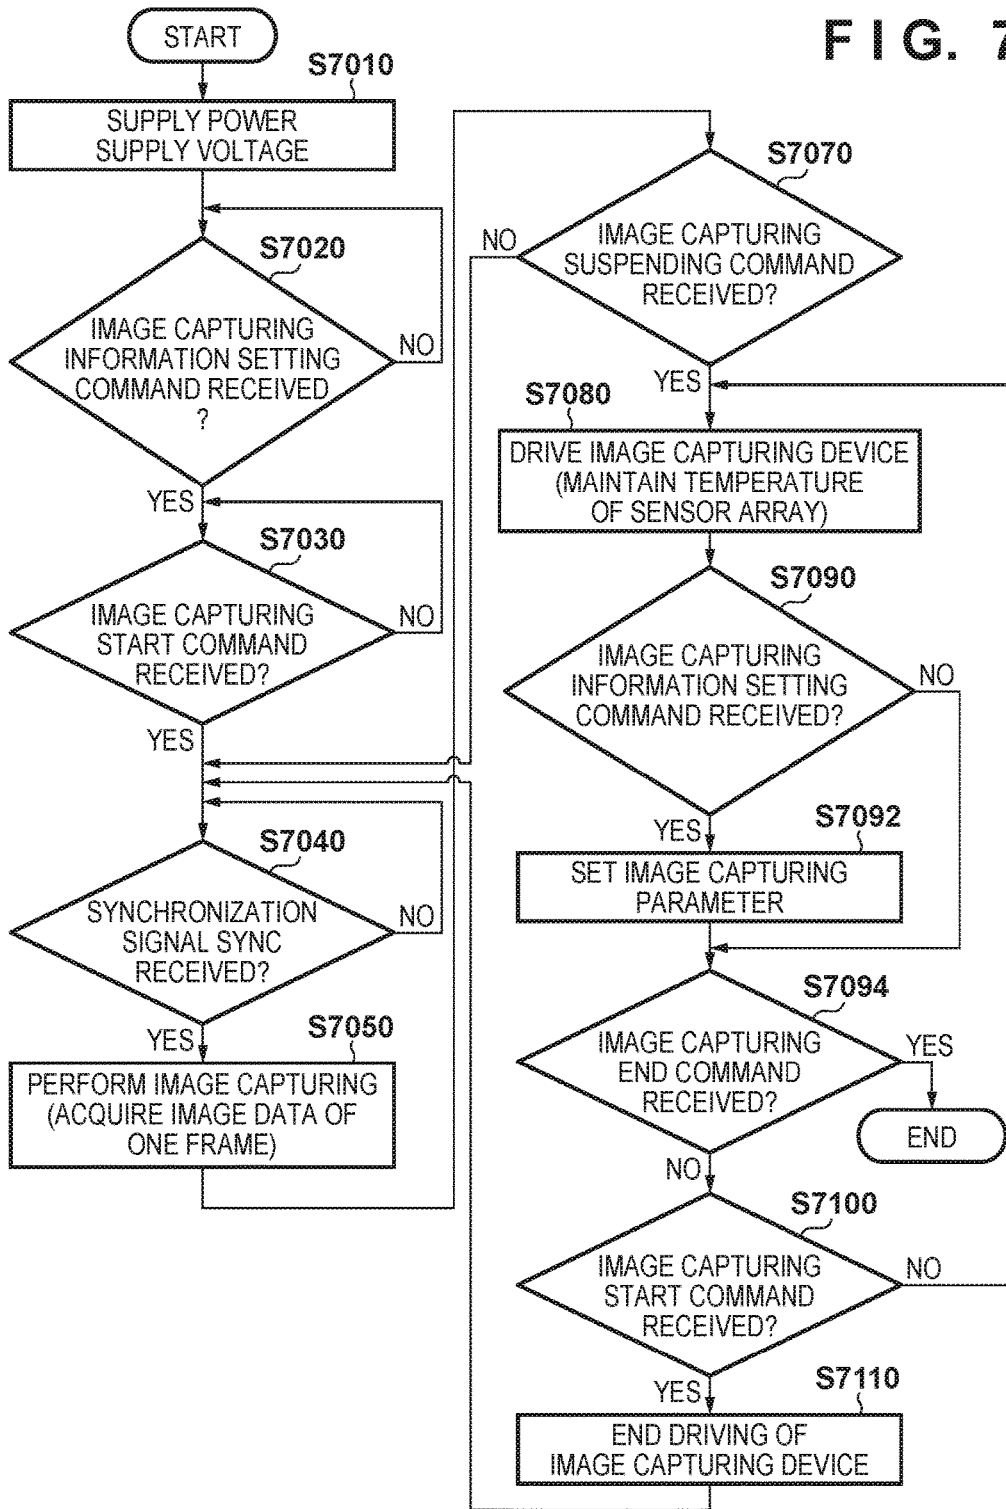 FIG. 7
START
S7010
SUPPLY POWER
SUPPLY VOLTAGE
S7020
IMAGE CAPTURING
INFORMATION SETTING
COMMAND RECEIVED
?
NO
YES
S7030
IMAGE CAPTURING
START COMMAND
RECEIVED?
NO
YES
S7040
SYNCHRONIZATION
SIGNAL SYNC
RECEIVED?
NO
YES
S7050
PERFORM IMAGE CAPTURING
(ACQUIRE IMAGE DATA OF
ONE FRAME)
S7070
IMAGE CAPTURING
SUSPENDING COMMAND
RECEIVED?
NO
YES
S7080
DRIVE IMAGE CAPTURING DEVICE
(MAINTAIN TEMPERATURE
OF SENSOR ARRAY)
S7090
IMAGE CAPTURING
INFORMATION SETTING
COMMAND RECEIVED?
NO
YES
S7092
SET IMAGE CAPTURING
PARAMETER
S7094
IMAGE CAPTURING
END COMMAND
RECEIVED?
YES
END
NO
S7100
IMAGE CAPTURING
START COMMAND
RECEIVED?
NO
YES
S7110
END DRIVING OF
IMAGE CAPTURING DEVICE